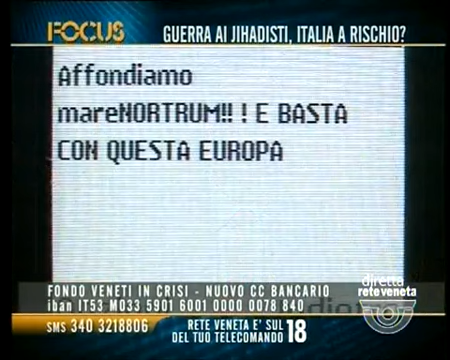 FOCUS
GUERRA AI JIHADISTI, ITALIA A RISCHIO?
Affondiamo
mareNORTRUM!! ! E BASTA
CON QUESTA EUROPA
FONDO VENETI IN CRISI - NUOVO CC BANCARIO
iban IT53 M033 5901 6001 0000 0078 840
diretta
reteveneta
SMS 340 3218806
RETE VENETA E' SUL
DEL TUO TELECOMANDO 18